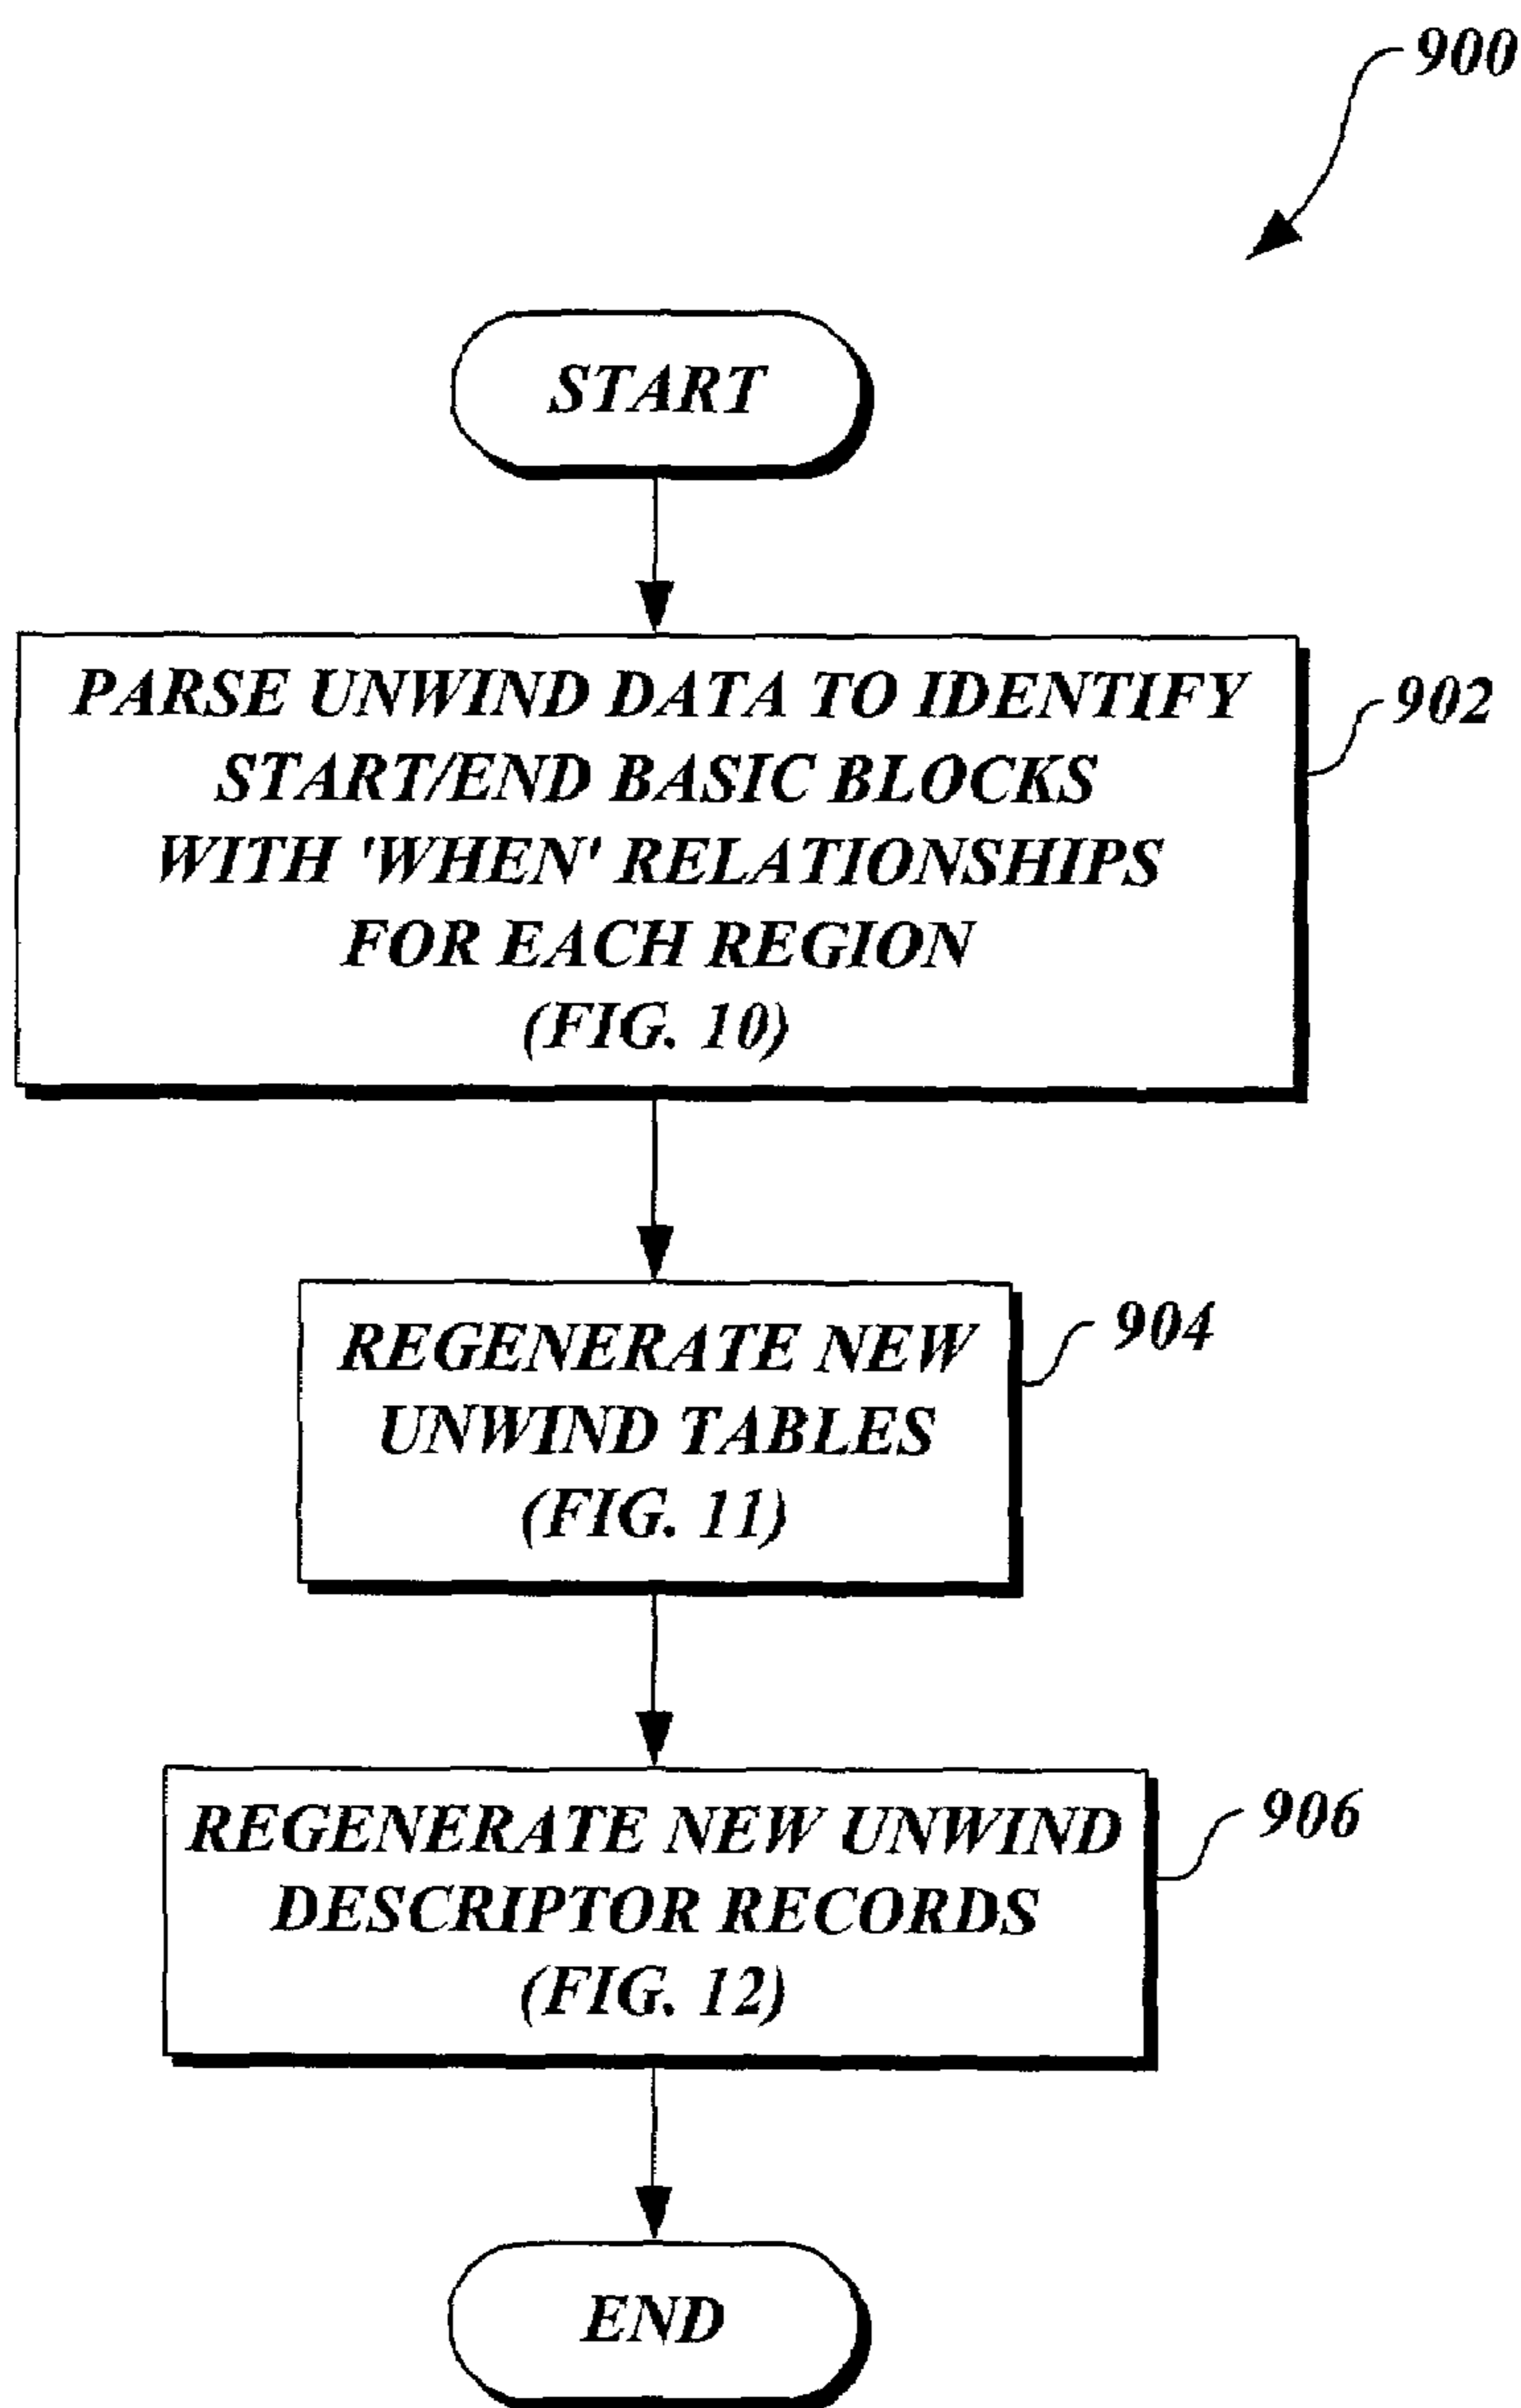 900
START
PARSE UNWIND DATA TO IDENTIFY
START/END BASIC BLOCKS
WITH 'WHEN' RELATIONSHIPS
FOR EACH REGION
(FIG. 10)
902
REGENERATE NEW
UNWIND TABLES
(FIG. 11)
904
REGENERATE NEW UNWIND
DESCRIPTOR RECORDS
(FIG. 12)
906
END